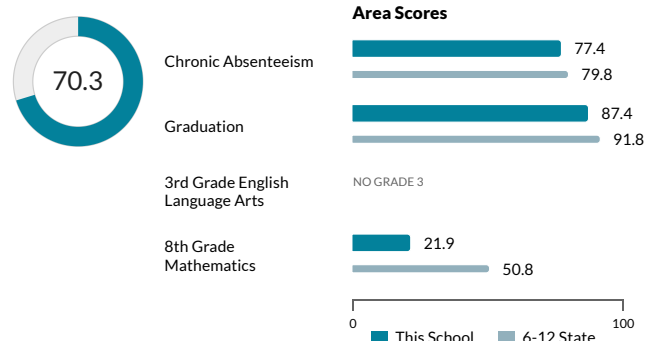 Area Scores
70.3
Chronic Absenteeism
77.4
79.8
Graduation
87.4
91.8
3rd Grade English
Language Arts
NO GRADE 3
8th Grade
Mathematics
21.9
50.8
0
100
This School
6-12 State